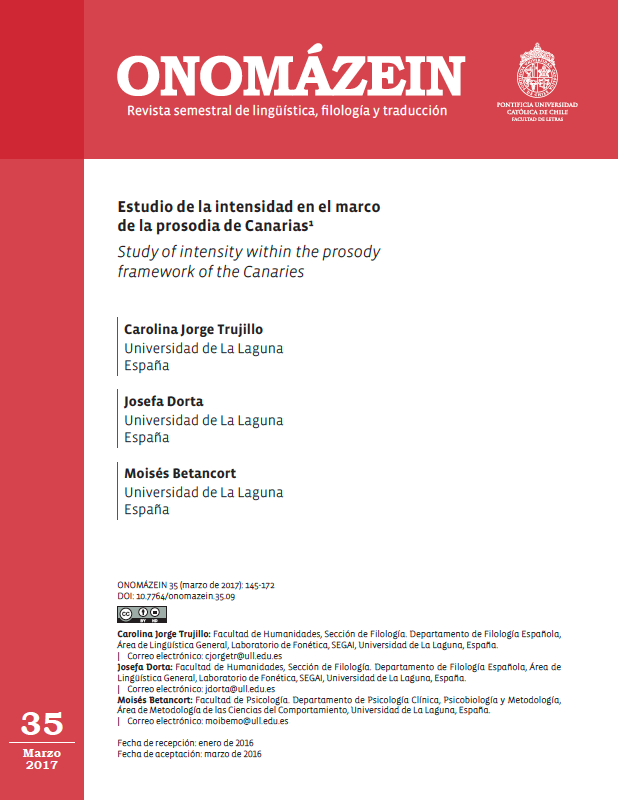 ONOMÁZEIN
Revista semestral de lingüística, filología y traducción
PONTIFICIA UNIVERSIDAD
CATÓLICA DE CHILE
FACULTAD DE LETRAS
Estudio de la intensidad en el marco
de la prosodia de Canarias¹
Study of intensity within the prosody
framework of the Canaries
Carolina Jorge Trujillo
Universidad de La Laguna
España
Josefa Dorta
Universidad de La Laguna
España
Moisés Betancort
Universidad de La Laguna
España
ONOMÁZEIN 35 (marzo de 2017): 145-172
DOI: 10.7764/onomazein.35.09
cc BY ND
Carolina Jorge Trujillo: Facultad de Humanidades, Sección de Filología. Departamento de Filología Española,
Área de Lingüística General, Laboratorio de Fonética, SEGAI, Universidad de La Laguna, España.
| Correo electrónico: cjorgetr@ull.edu.es
Josefa Dorta: Facultad de Humanidades, Sección de Filología. Departamento de Filología Española, Área de
Lingüística General, Laboratorio de Fonética, SEGAI, Universidad de La Laguna, España.
| Correo electrónico: jdorta@ull.edu.es
Moisés Betancort: Facultad de Psicología. Departamento de Psicología Clínica, Psicobiología y Metodología,
Área de Metodología de las Ciencias del Comportamiento, Universidad de La Laguna, España.
| Correo electrónico: moibemo@ull.edu.es
Fecha de recepción: enero de 2016
Fecha de aceptación: marzo de 2016
35
Marzo
2017